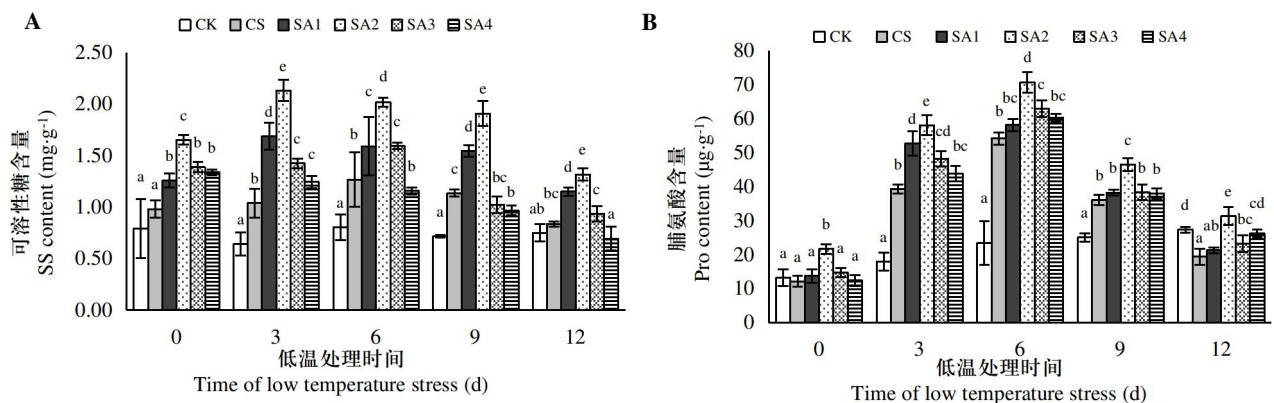 A
CK CS SA1 SA2 SA3 SA4
2.50
2.00
1.50
1.00
0.50
0.00
可溶性糖含量
SS content (mg·g⁻¹)
a a b c b b
a b d e c c
a b c d c b
a c d e bc b
ab bc d e c a
0 3 6 9 12
低温处理时间
Time of low temperature stress (d)
B
CK CS SA1 SA2 SA3 SA4
80
70
60
50
40
30
20
10
0
脯氨酸含量
Pro content (μg·g⁻¹)
a a a b a a
a b d e cd bc
a b bc d c bc
a b b c b b
d a ab e bc cd
0 3 6 9 12
低温处理时间
Time of low temperature stress (d)